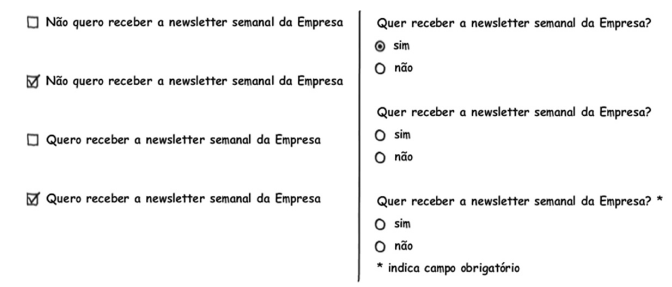 Não quero receber a newsletter semanal da Empresa
Não quero receber a newsletter semanal da Empresa
Quero receber a newsletter semanal da Empresa
Quero receber a newsletter semanal da Empresa
Quer receber a newsletter semanal da Empresa?
sim
não
Quer receber a newsletter semanal da Empresa?
sim
não
Quer receber a newsletter semanal da Empresa? *
sim
não
* indica campo obrigatório